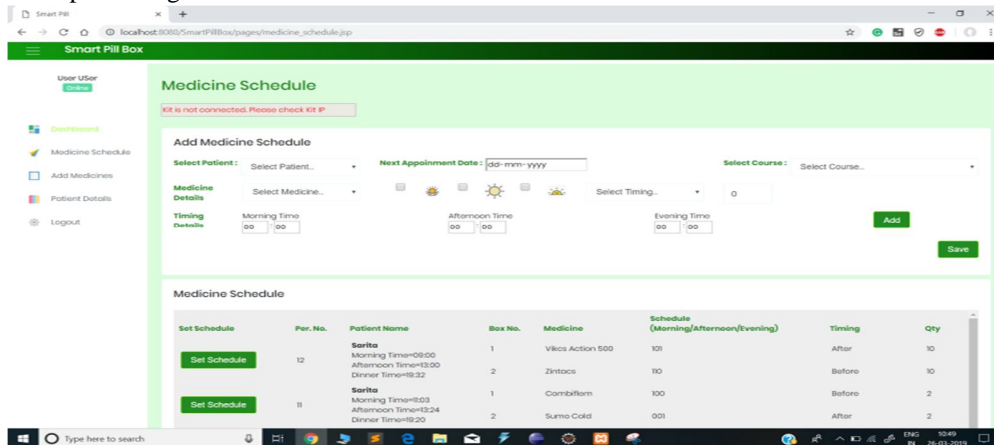 Smart Pill
localhost:8080/SmartPillBox/pages/medicine_schedule.jsp
Smart Pill Box
User USer
Online
Dashboard
Medicine Schedule
Add Medicines
Patient Details
Logout
Medicine Schedule
Kit is not connected. Please check Kit IP
Add Medicine Schedule
Select Patient : Select Patient.. Next Appoinment Date : dd-mm-yyyy Select Course : Select Course...
Medicine Details Select Medicine... Select Timing... 0
Timing Details Morning Time Afternoon Time Evening Time
00 : 00 00 : 00 00 : 00
Add
Save
Medicine Schedule
Set Schedule Per. No. Patient Name Box No. Medicine Schedule (Morning/Afternoon/Evening) Timing Qty
Set Schedule 12 Sarita 1 Vikcs Action 500 101 After 10
Morning Time=09:00
Afternoon Time=13:00
Dinner Time=19:32 2 Zintacs 110 Before 10
Set Schedule 11 Sarita 1 Combiflem 100 Before 2
Morning Time=11:03
Afternoon Time=13:24
Dinner Time=19:20 2 Sumo Cold 001 After 2
Type here to search
ENG 10:49
IN 26-03-2019